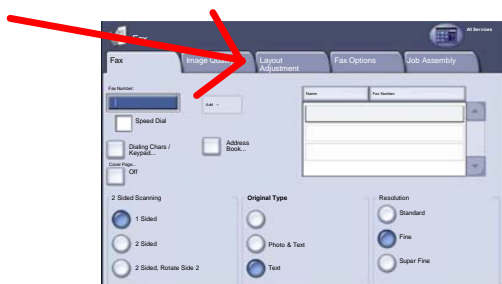 Fax
All Services
Fax
Image Quality
Layout
Adjustment
Fax Options
Job Assembly
Fax Number:
Add
Name:
Fax Number:
Speed Dial
Dialing Chars /
Keypad...
Address
Book...
Cover Page...
Off
2 Sided Scanning
Original Type
Resolution
1 Sided
Standard
2 Sided
Photo & Text
Fine
2 Sided, Rotate Side 2
Text
Super Fine